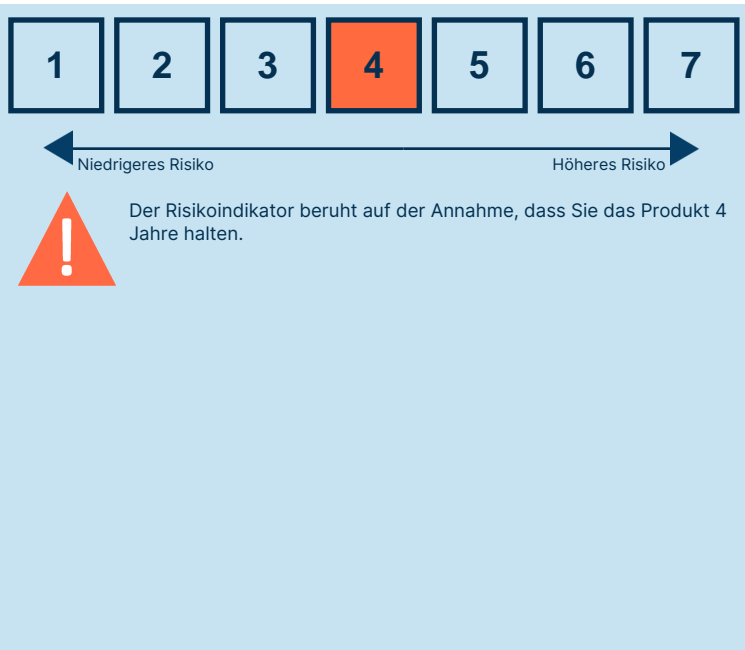 1 2 3 4 5 6 7
Niedrigeres Risiko Höheres Risiko
!
Der Risikoindikator beruht auf der Annahme, dass Sie das Produkt 4
Jahre halten.